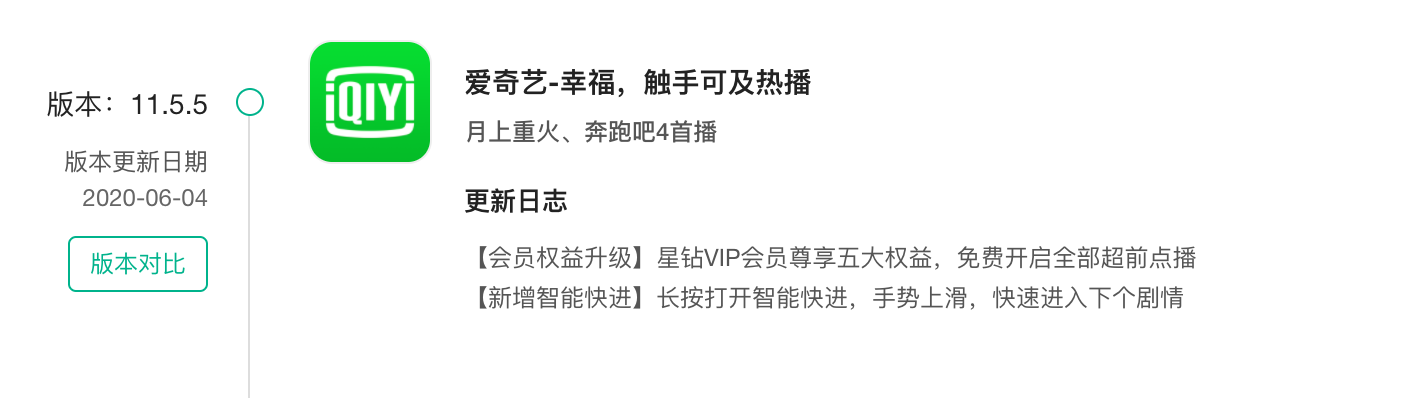 版本：11.5.5
版本更新日期
2020-06-04
版本对比
iQIYI
爱奇艺-幸福，触手可及热播
月上重火、奔跑吧4首播
更新日志
【会员权益升级】星钻VIP会员尊享五大权益，免费开启全部超前点播
【新增智能快进】长按打开智能快进，手势上滑，快速进入下个剧情